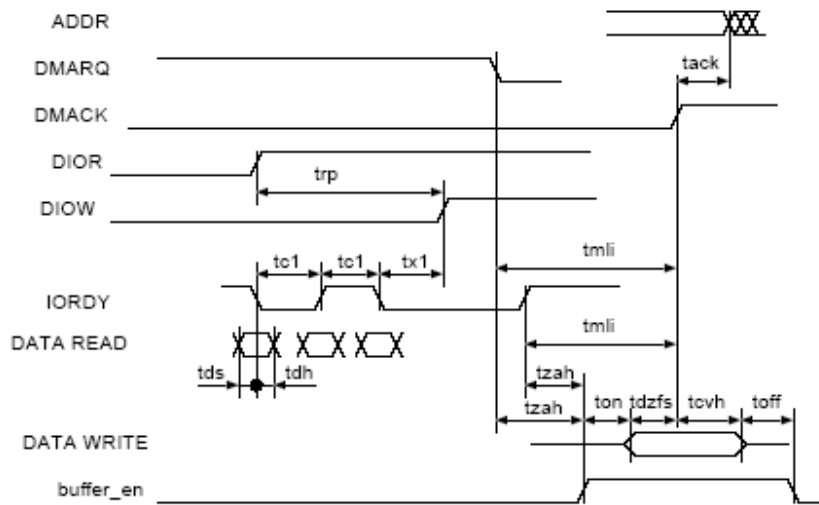 ADDR
DMARQ
tack
DMACK
DIOR
trp
DIOW
tc1 tc1 tx1 tmli
IORDY
tmli
DATA READ
tds tdh tzah
tzah ton tdzfs tcvh toff
DATA WRITE
buffer_en